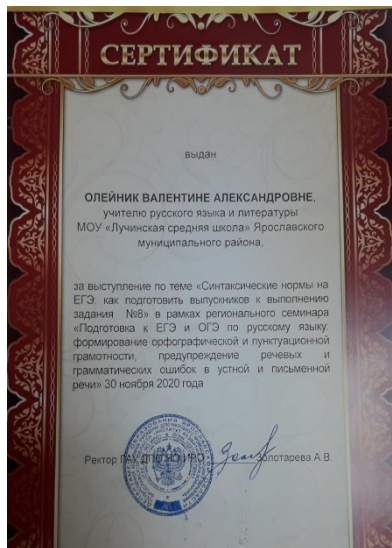 СЕРТИФИКАТ
выдан
ОЛЕЙНИК ВАЛЕНТИНЕ АЛЕКСАНДРОВНЕ,
учителю русского языка и литературы
МОУ «Лучинская средняя школа» Ярославского
муниципального района,
за выступление по теме «Синтаксические нормы на
ЕГЭ: как подготовить выпускников к выполнению
задания №8» в рамках регионального семинара
«Подготовка к ЕГЭ и ОГЭ по русскому языку:
формирование орфографической и пунктуационной
грамотности, предупреждение речевых и
грамматических ошибок в устной и письменной
речи» 30 ноября 2020 года
Ректор ГАУ ДПО ЯО ИРО Золотарева А.В.